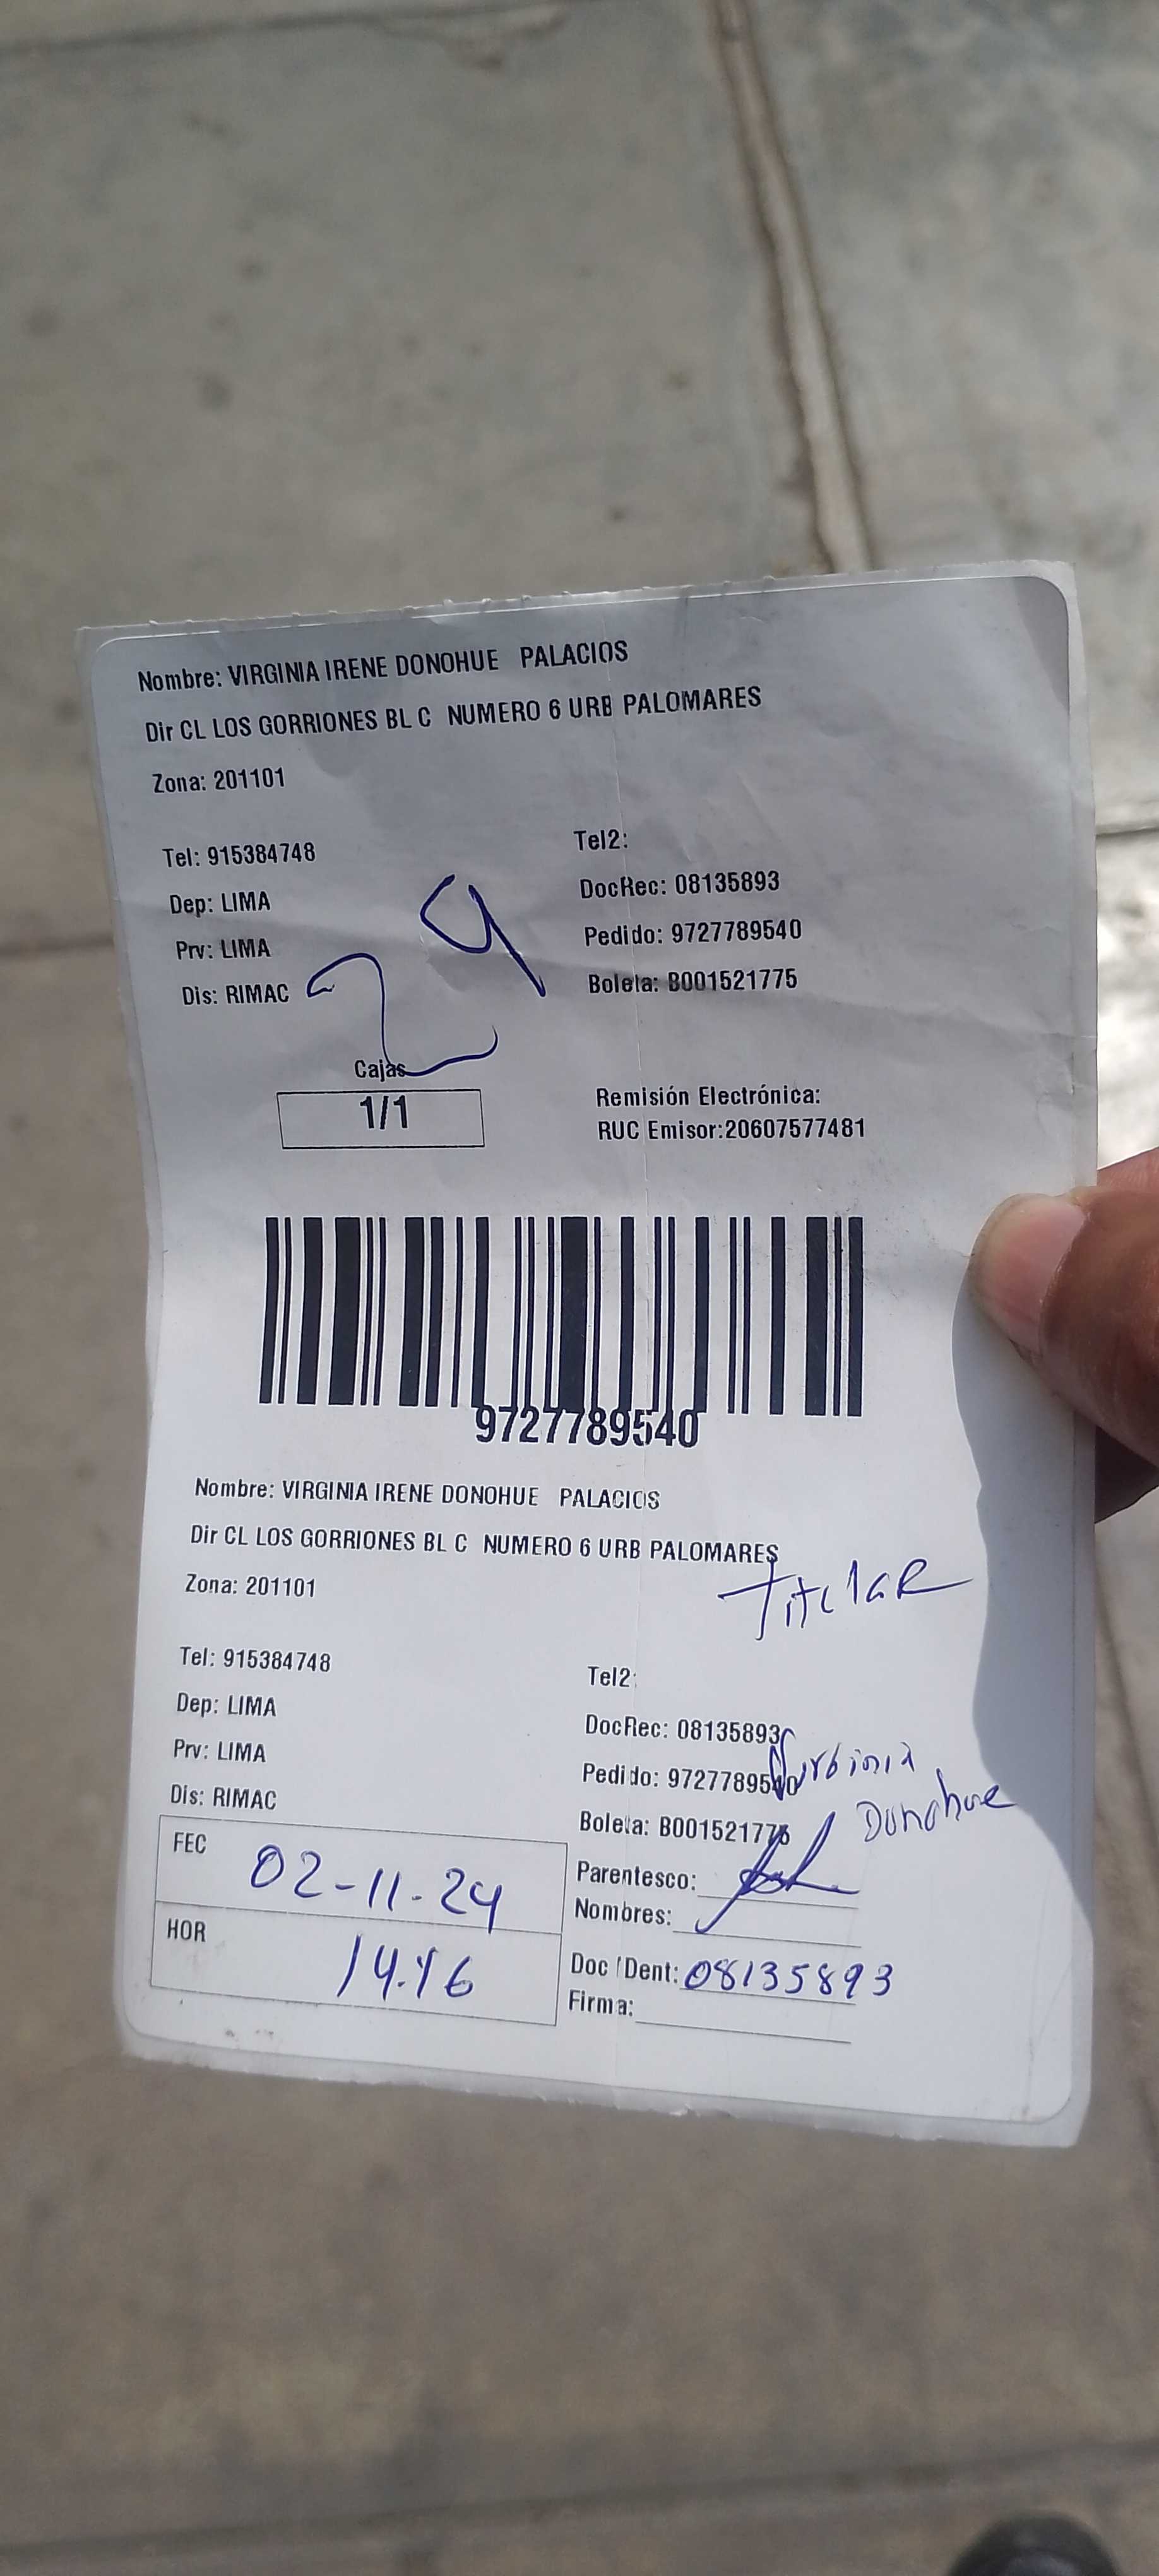 Nombre: VIRGINIA IRENE DONOHUE PALACIOS
Dir CL LOS GORRIONES BL C NUMERO 6 URB PALOMARES
Zona: 201101
Tel: 915384748
Tel2:
Dep: LIMA
DocRec: 08135893
Prv: LIMA
Pedido: 9727789540
Dis: RIMAC
Boleta: B001521775
29
Cajas
1/1
Remisión Electrónica:
RUC Emisor:20607577481
9727789540
Nombre: VIRGINIA IRENE DONOHUE PALACIOS
Dir CL LOS GORRIONES BL C NUMERO 6 URB PALOMARES
Zona: 201101
Titular
Tel: 915384748
Tel2:
Dep: LIMA
DocRec: 08135893
Prv: LIMA
Pedido: 9727789540
Dis: RIMAC
Boleta: B001521775
Donohue
FEC 02-11-24
Parentesco:
Nombres:
HOR 14.16
Doc IDent: 08135893
Firma: